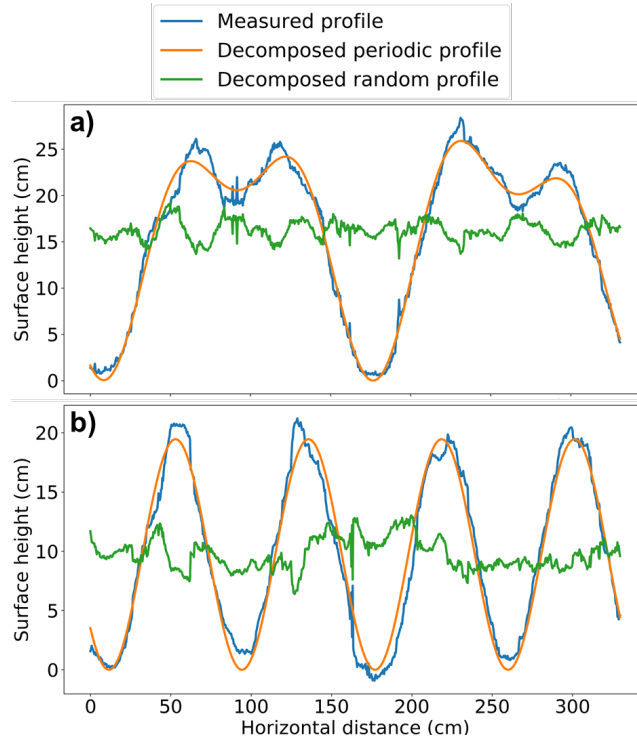 Measured profile
Decomposed periodic profile
Decomposed random profile
a)
Surface height (cm)
25
20
15
10
5
0
b)
Surface height (cm)
20
15
10
5
0
0 50 100 150 200 250 300
Horizontal distance (cm)